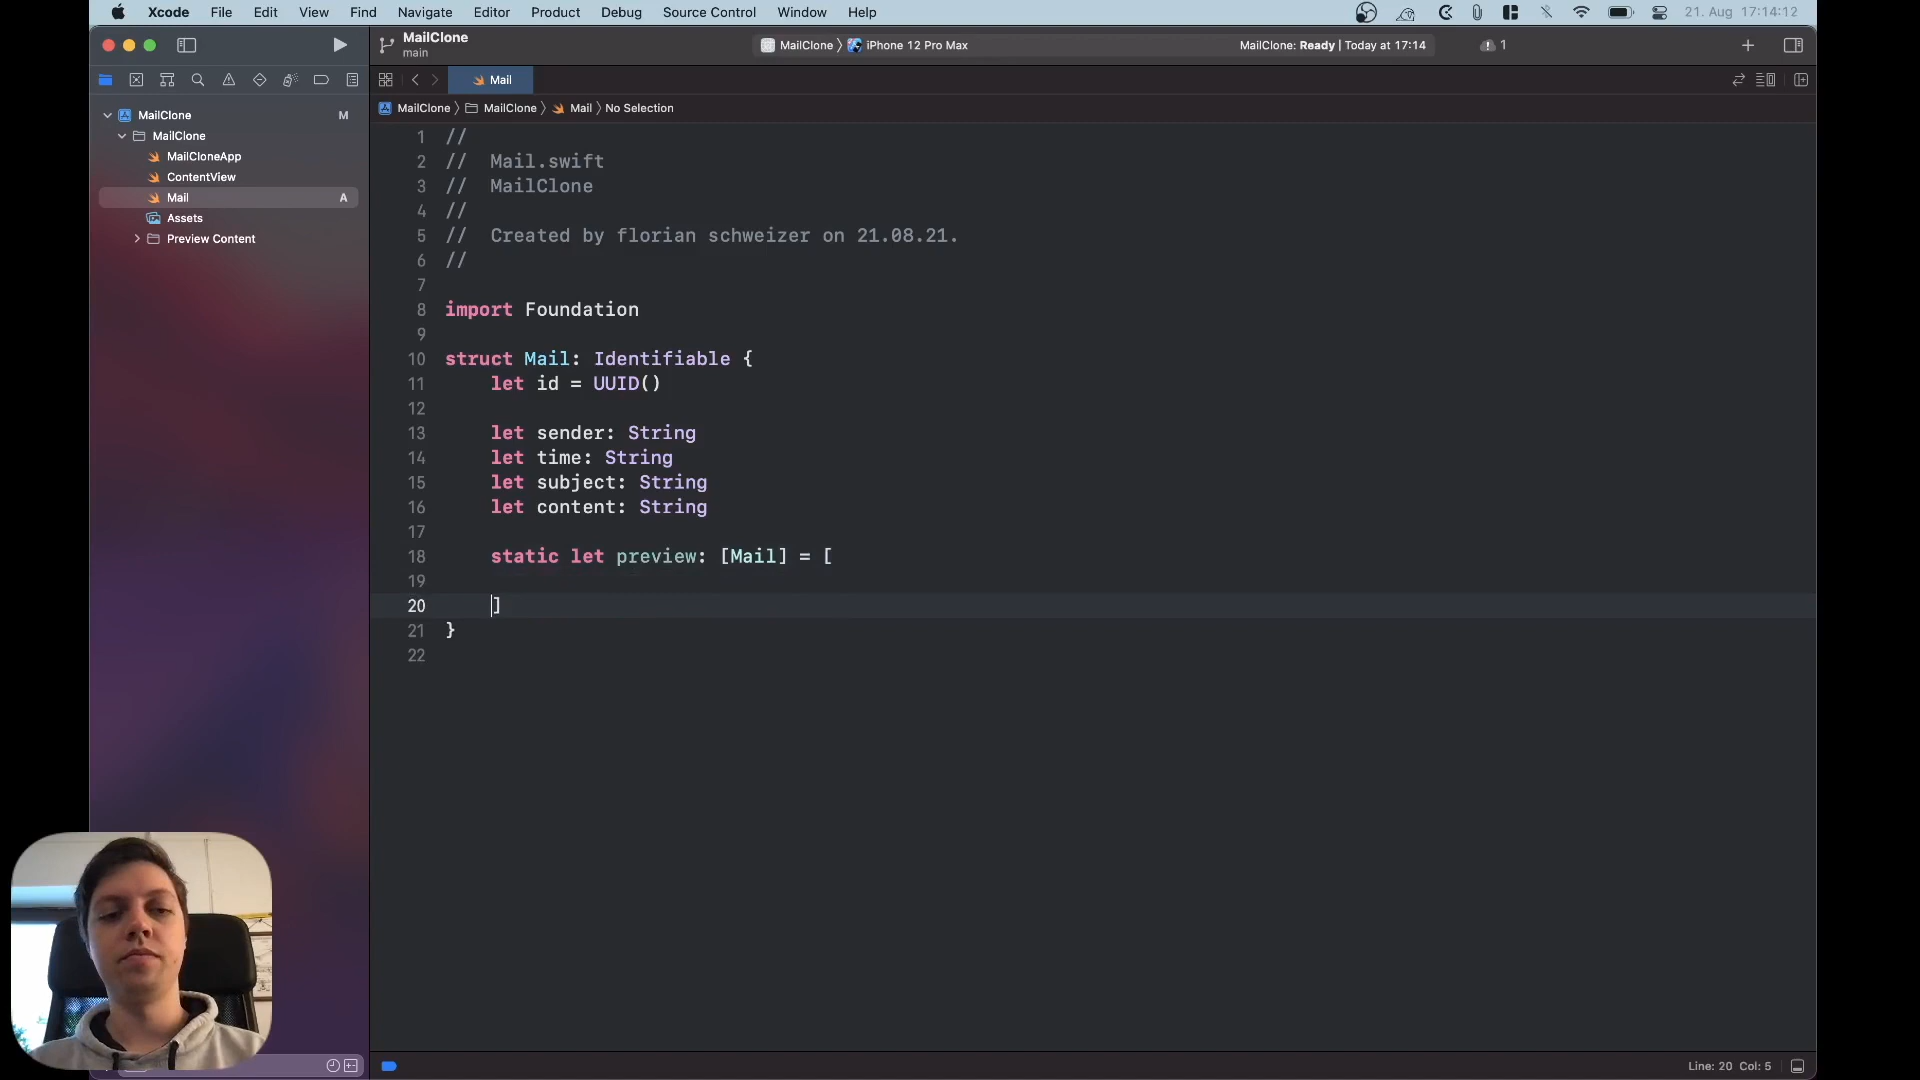 Xcode File Edit View Find Navigate Editor Product Debug Source Control Window Help 21. Aug 17:14:12
MailClone
main
MailClone iPhone 12 Pro Max
MailClone: Ready | Today at 17:14
1
Mail
MailClone MailClone Mail No Selection
MailClone M
MailClone
MailCloneApp
ContentView
Mail A
Assets
Preview Content
1 //
2 // Mail.swift
3 // MailClone
4 //
5 // Created by florian schweizer on 21.08.21.
6 //
7
8 import Foundation
9
10 struct Mail: Identifiable {
11 let id = UUID()
12
13 let sender: String
14 let time: String
15 let subject: String
16 let content: String
17
18 static let preview: [Mail] = [
19
20 ]
21 }
22
Line: 20 Col: 5